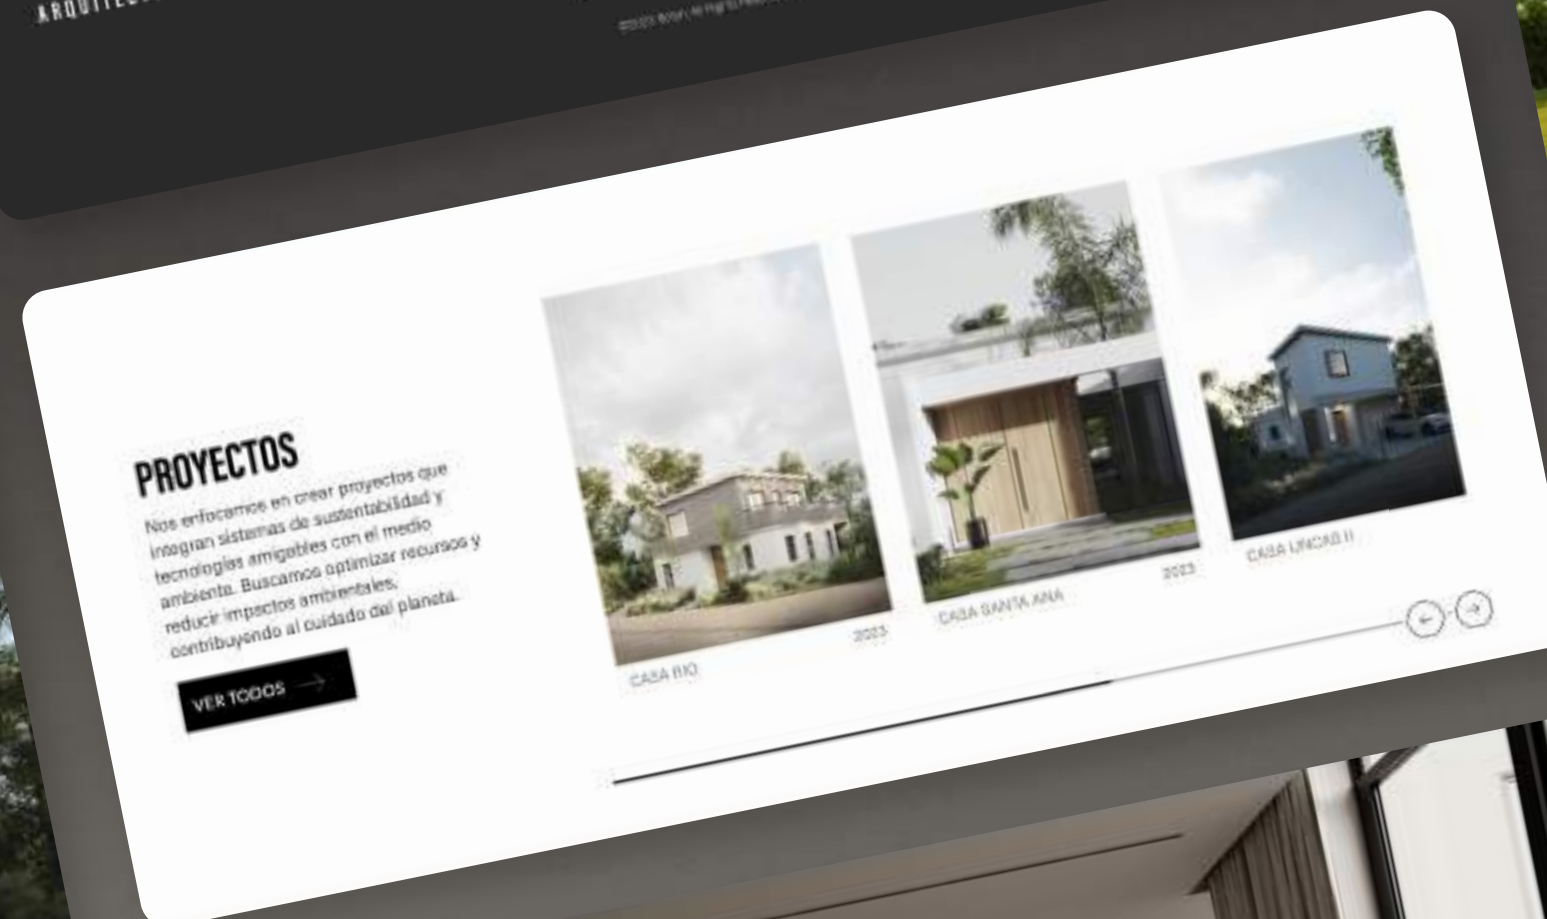 PROYECTOS
Nos enfocamos en crear proyectos que
integran sistemas de sustentabilidad y
tecnologías amigables con el medio
ambiente. Buscamos optimizar recursos y
reducir impactos ambientales,
contribuyendo al cuidado del planeta.
VER TODOS
CASA RIO
2023
CASA SANTA ANA
2023
CASA